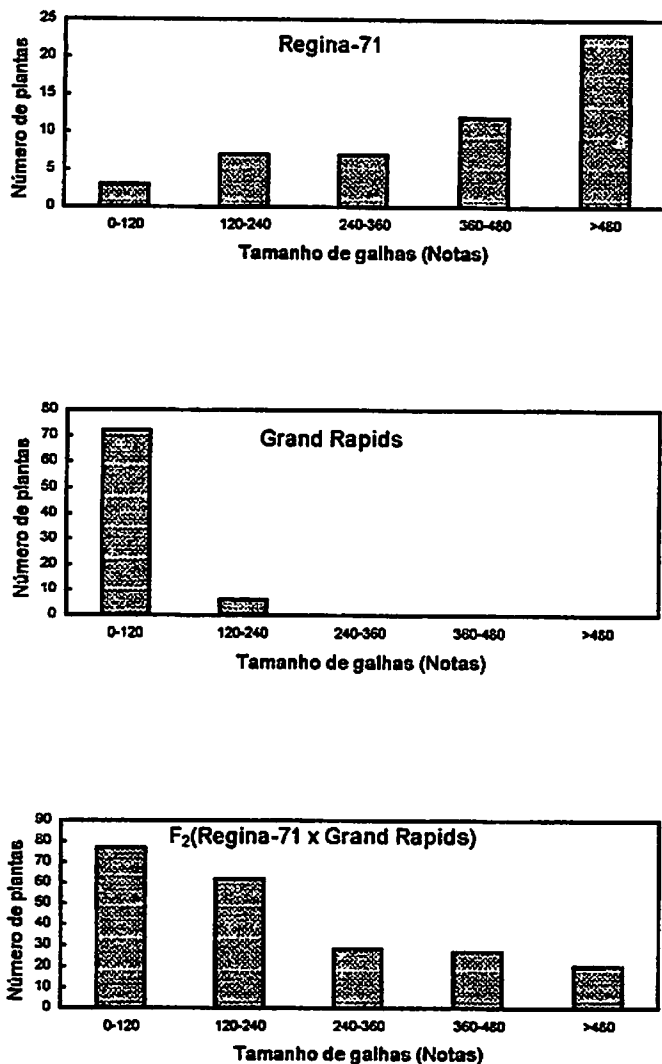 Regina-71
Número de plantas
25
20
15
10
5
0
0-120 120-240 240-360 360-480 >480
Tamanho de galhas (Notas)
Grand Rapids
Número de plantas
80
70
60
50
40
30
20
10
0
0-120 120-240 240-360 360-480 >480
Tamanho de galhas (Notas)
F₂(Regina-71 x Grand Rapids)
Número de plantas
90
80
70
60
50
40
30
20
10
0
0-120 120-240 240-360 360-480 >480
Tamanho de galhas (Notas)